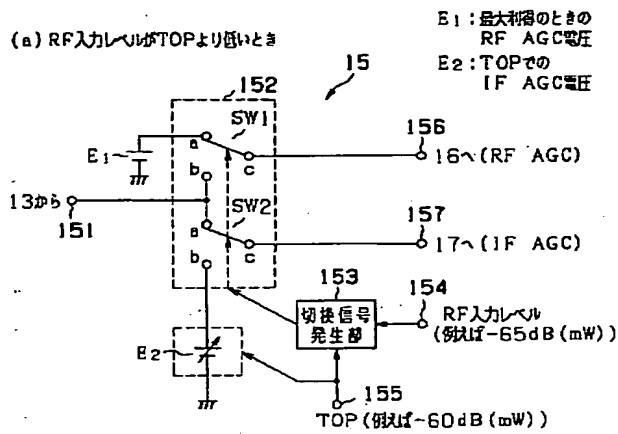 E1:最大利得のときの
RF AGC電圧
(a) RF入力レベルがTOPより低いとき
E2:TOPでの
IF AGC電圧
15
152
SW1
156
a
E1
c
16へ(RF AGC)
b
13から
151
SW2
157
a
c
17へ(IF AGC)
b
153
154
切換信号
発生部
RF入力レベル
(例えば-65dB(mW))
E2
155
TOP(例えば-60dB(mW))